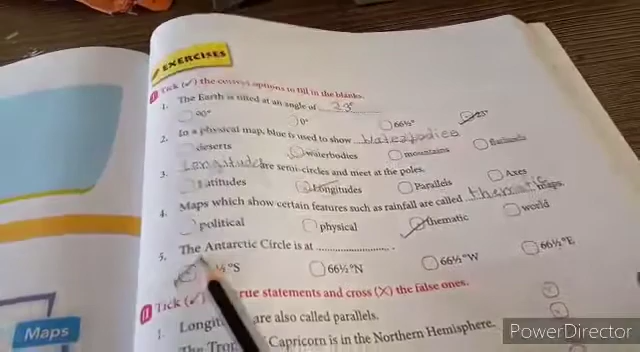 EXERCISES
I Tick (✓) the correct options to fill in the blanks.
1. The Earth is tilted at an angle of 23°
90° 0° 66½° 23°
2. In a physical map, blue is used to show waterbodies
deserts waterbodies mountains
3. Longitude are semi-circles and meet at the poles.
Latitudes Longitudes Parallels Axes
4. Maps which show certain features such as rainfall are called thematic maps.
political physical thematic world
5. The Antarctic Circle is at .................... .
½°S 66½°N 66½°W 66½°E
II Tick (✓) true statements and cross (X) the false ones.
1. are also called parallels.
Capricorn is in the Northern Hemisphere.
Maps
PowerDirector